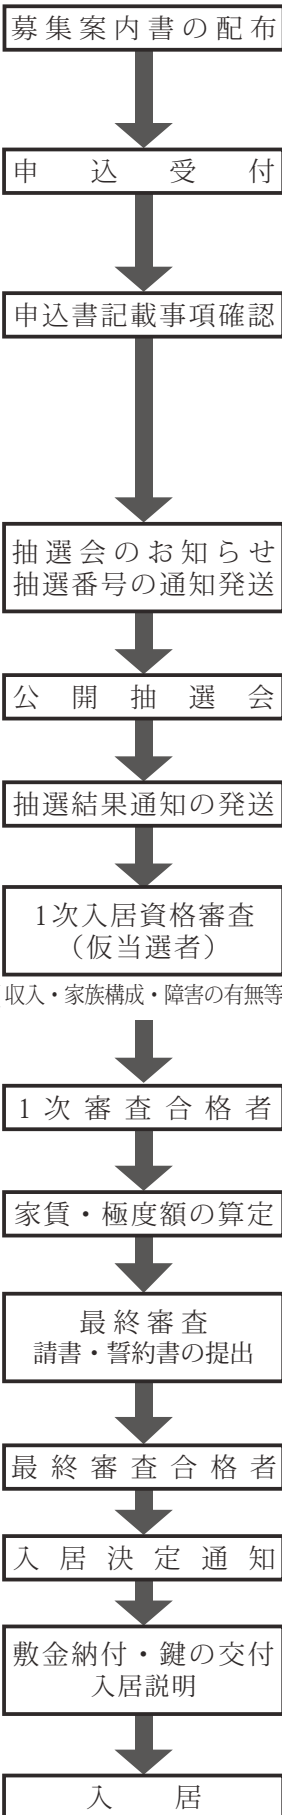 募集案内書の配布
申込受付
申込書記載事項確認
抽選会のお知らせ
抽選番号の通知発送
公開抽選会
抽選結果通知の発送
1次入居資格審査
（仮当選者）
収入・家族構成・障害の有無等
1次審査合格者
家賃・極度額の算定
最終審査
請書・誓約書の提出
最終審査合格者
入居決定通知
敷金納付・鍵の交付
入居説明
入居